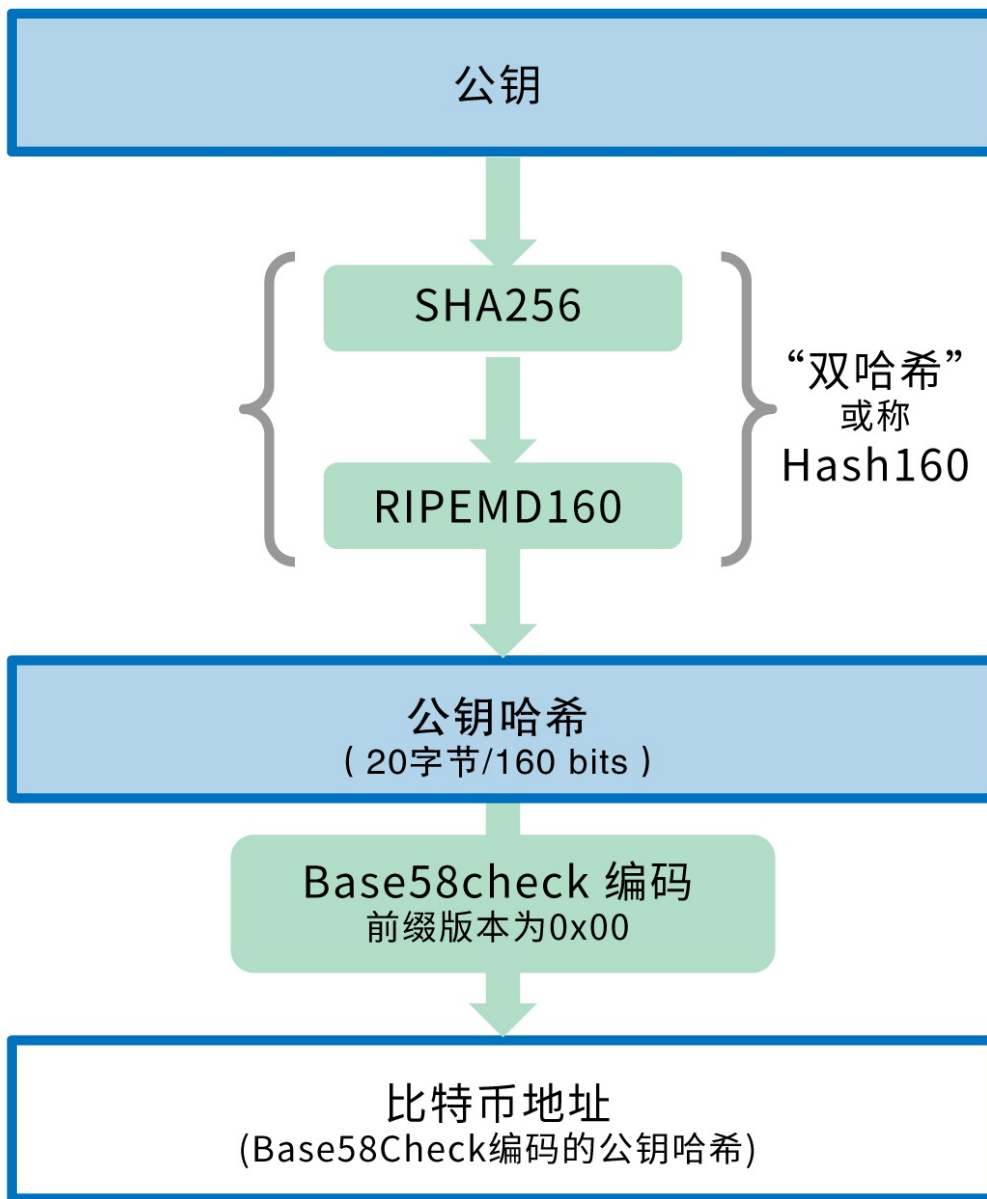 公钥
SHA256
RIPEMD160
“双哈希”
或称
Hash160
公钥哈希
( 20字节/160 bits )
Base58check 编码
前缀版本为0x00
比特币地址
(Base58Check编码的公钥哈希)